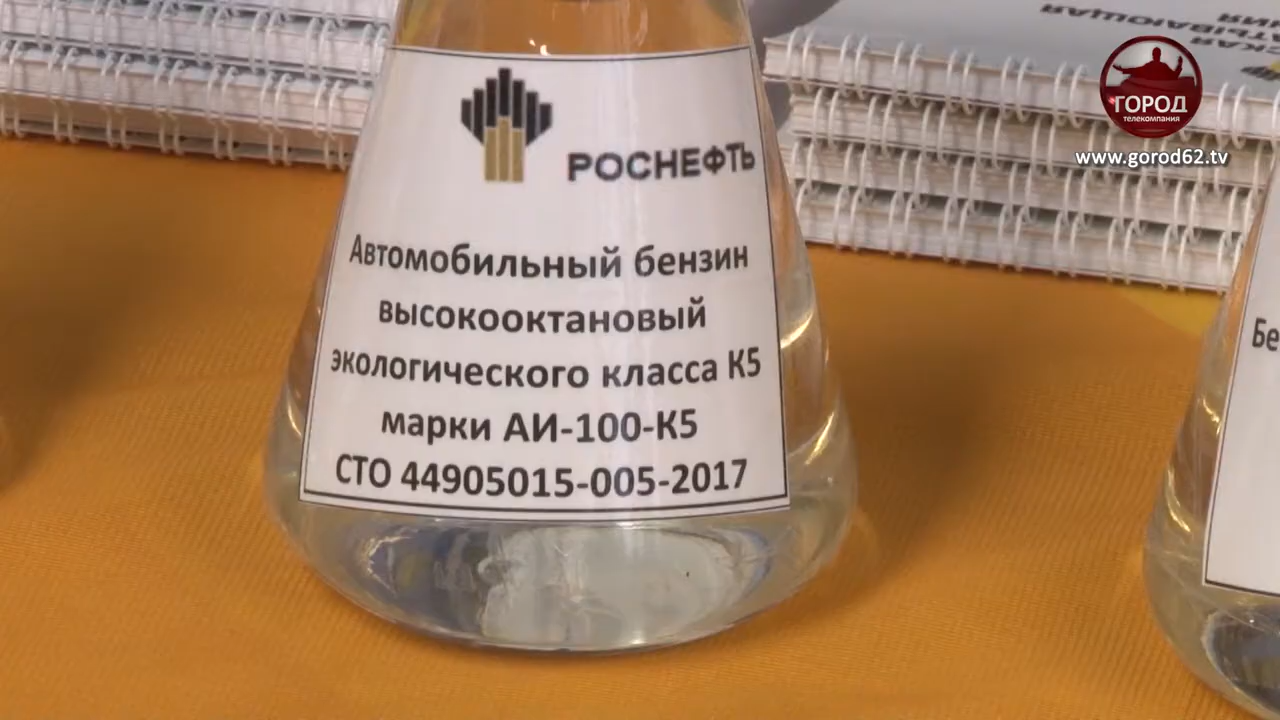 РОСНЕФТЬ
Автомобильный бензин
высокооктановый
экологического класса К5
марки АИ-100-К5
СТО 44905015-005-2017
ГОРОД
телекомпания
www.gorod62.tv
Бе